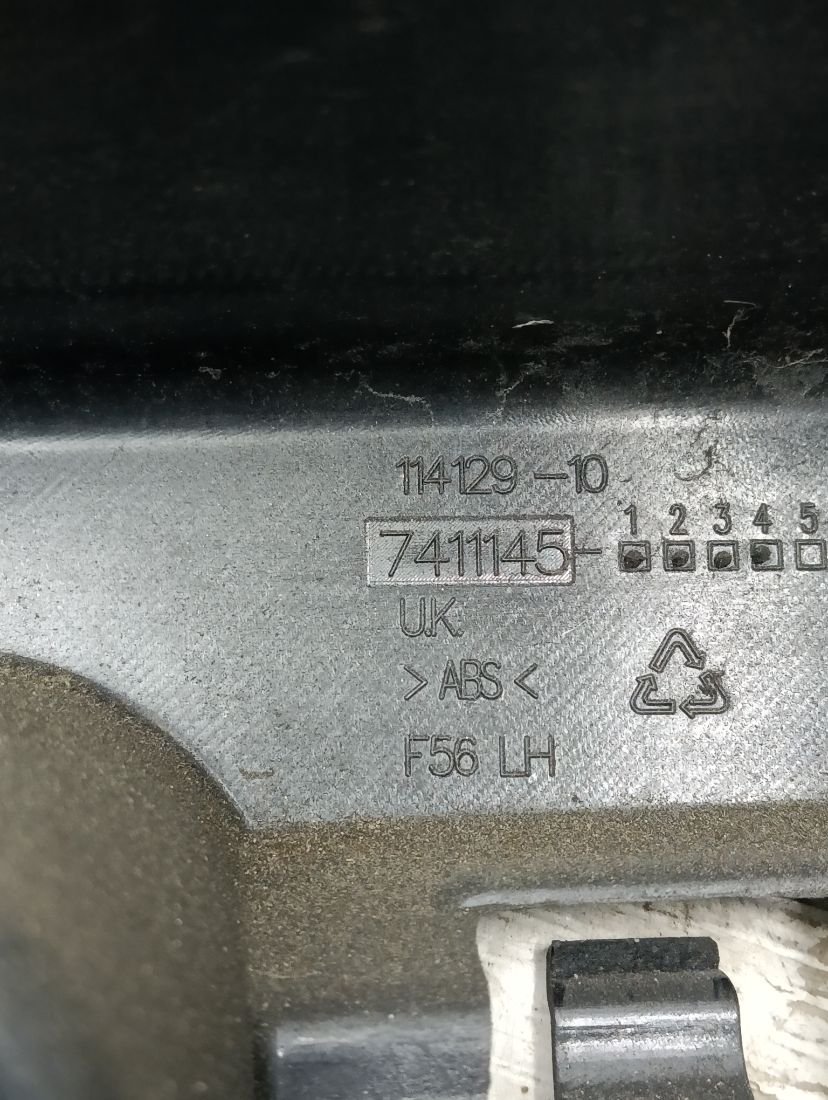 114129-10
1 2 3 4 5
7411145-
U.K.
>ABS<
F56 LH